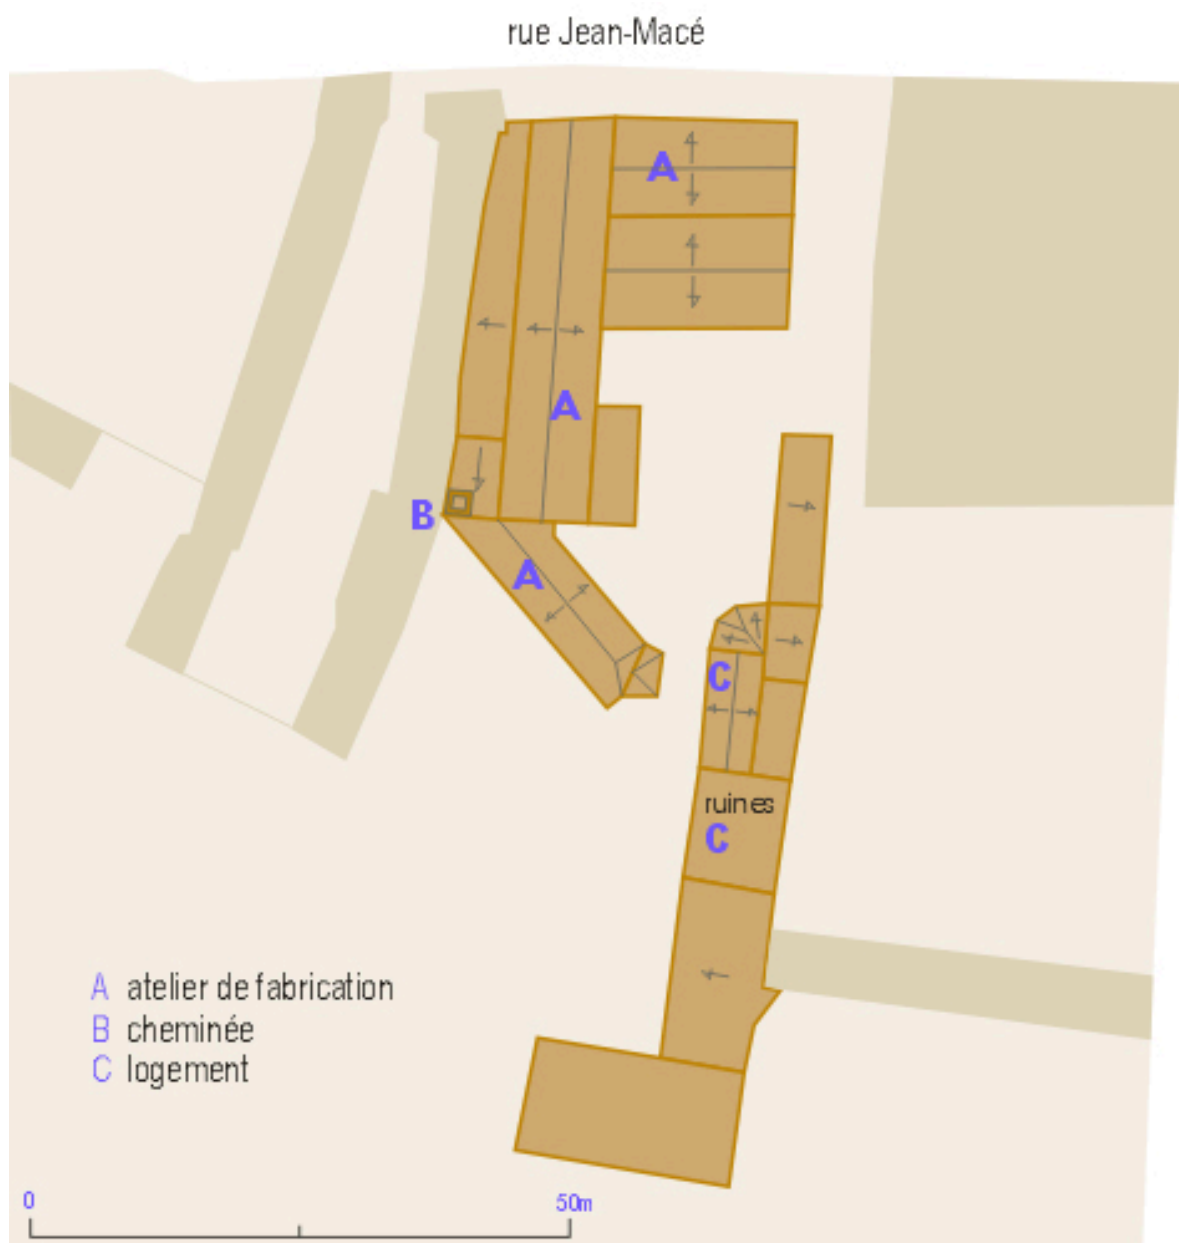 rue Jean-Macé
A
A
B
A
C
ruines
C
A atelier de fabrication
B cheminée
C logement
0 50m